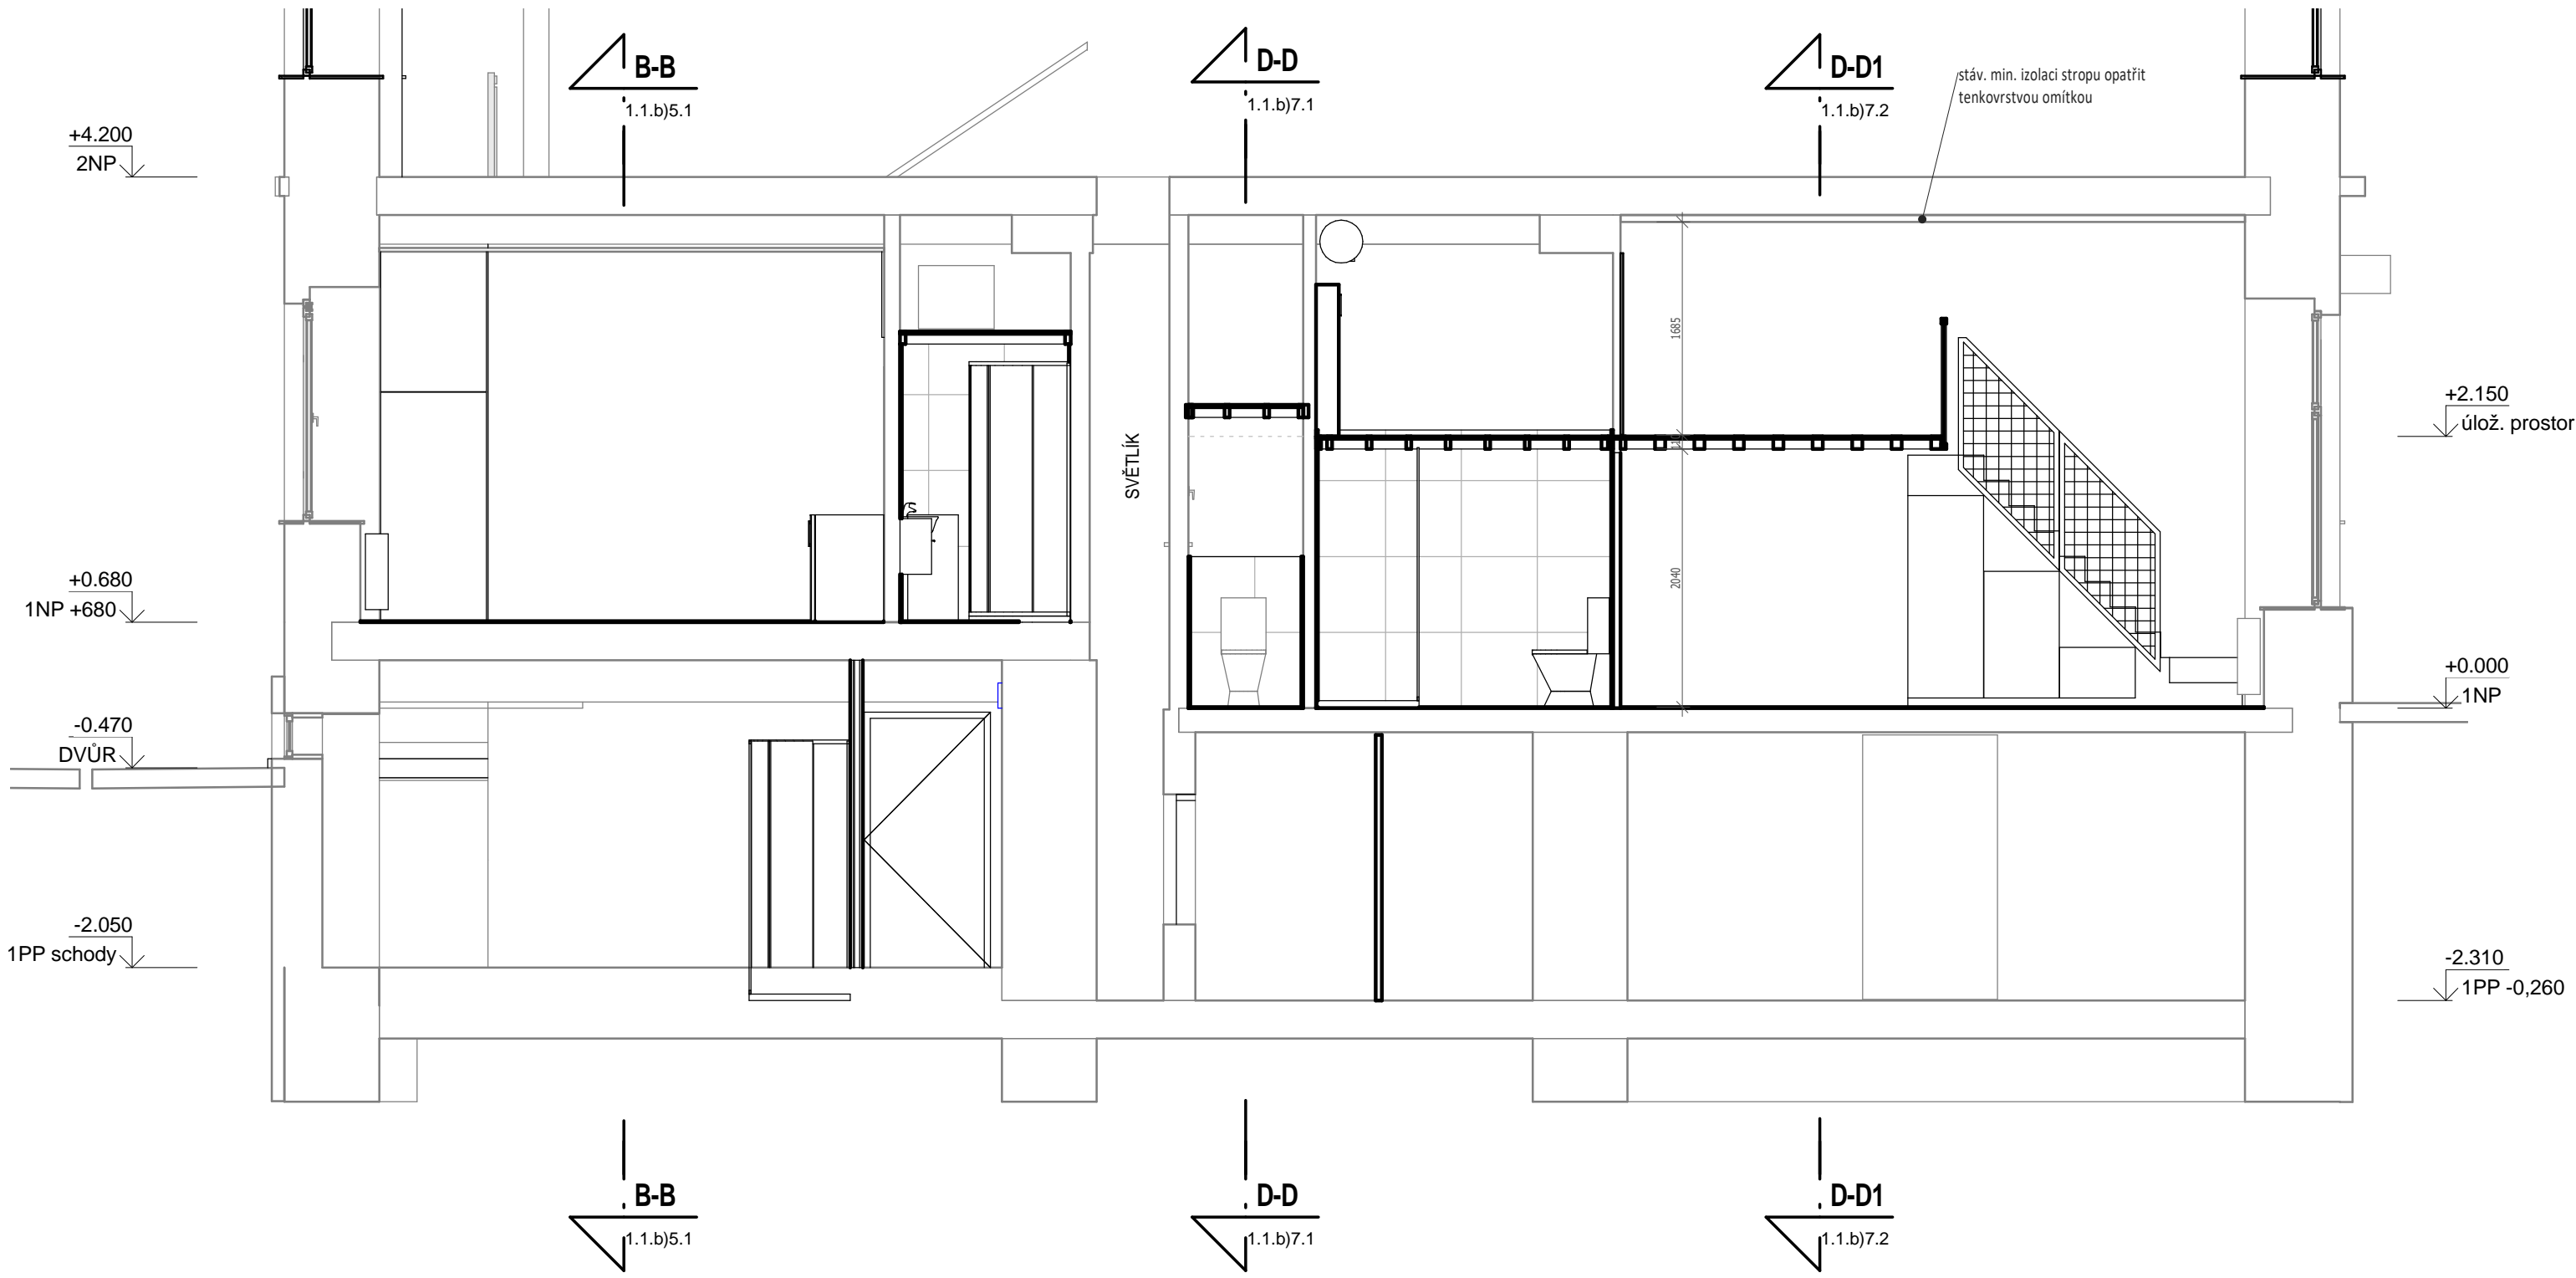 B-B
1.1.b)5.1
D-D
1.1.b)7.1
D-D1
1.1.b)7.2
stáv. min. izolaci stropu opatřit
tenkovrstvou omítkou
+4.200
2NP
1685
+2.150
úlož. prostor
110
SVĚTLÍK
2040
+0.680
1NP +680
+0.000
1NP
-0.470
DVŮR
-2.050
1PP schody
-2.310
1PP -0,260
B-B
1.1.b)5.1
D-D
1.1.b)7.1
D-D1
1.1.b)7.2